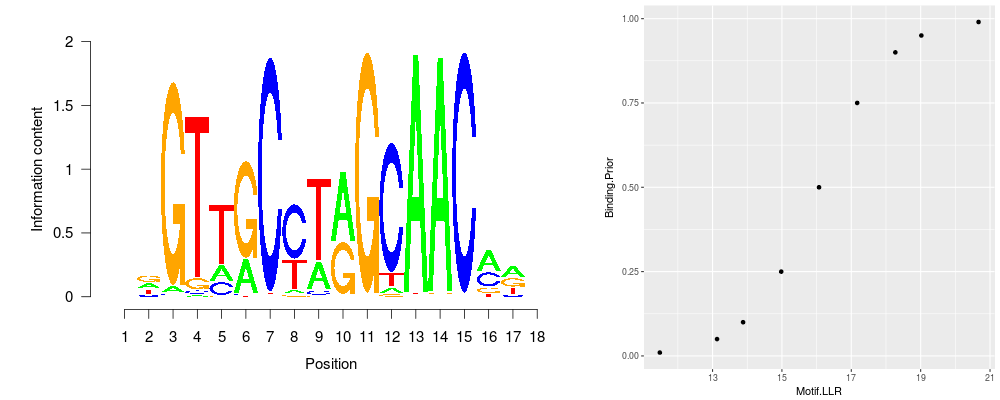 Information content
2
1.5
1
0.5
0
GTTGCCTAGCAACAA
GAGCATAGTCG
1 2 3 4 5 6 7 8 9 10 11 12 13 14 15 16 17 18
Position
Binding.Prior
1.00
0.75
0.50
0.25
0.00
13 15 17 19 21
Motif.LLR